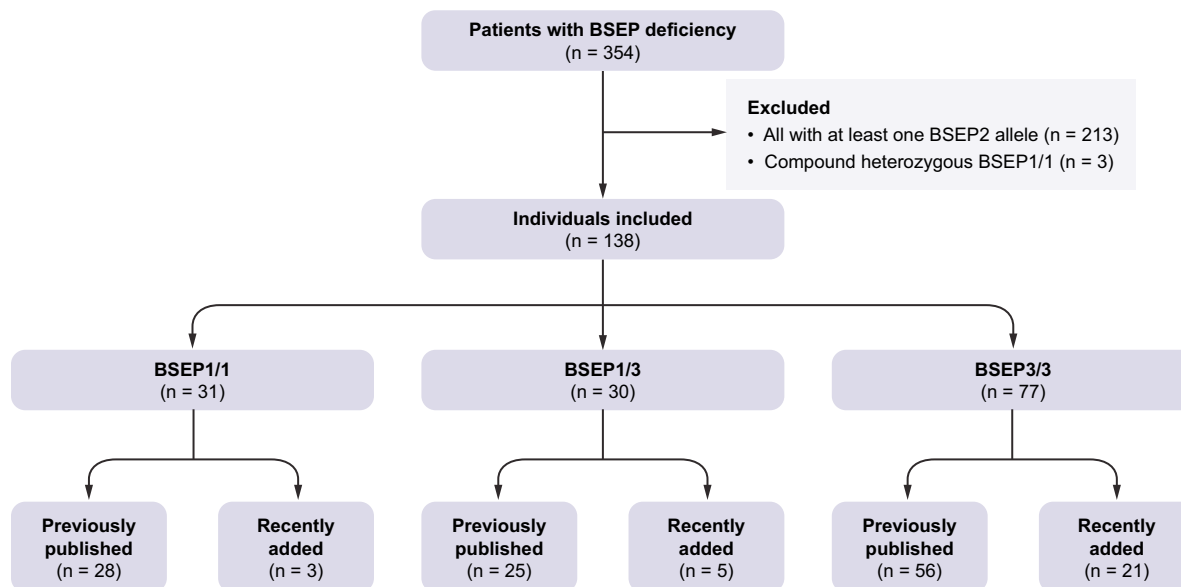 Patients with BSEP deficiency
(n = 354)
Excluded
• All with at least one BSEP2 allele (n = 213)
• Compound heterozygous BSEP1/1 (n = 3)
Individuals included
(n = 138)
BSEP1/1
(n = 31)
BSEP1/3
(n = 30)
BSEP3/3
(n = 77)
Previously
published
(n = 28)
Recently
added
(n = 3)
Previously
published
(n = 25)
Recently
added
(n = 5)
Previously
published
(n = 56)
Recently
added
(n = 21)